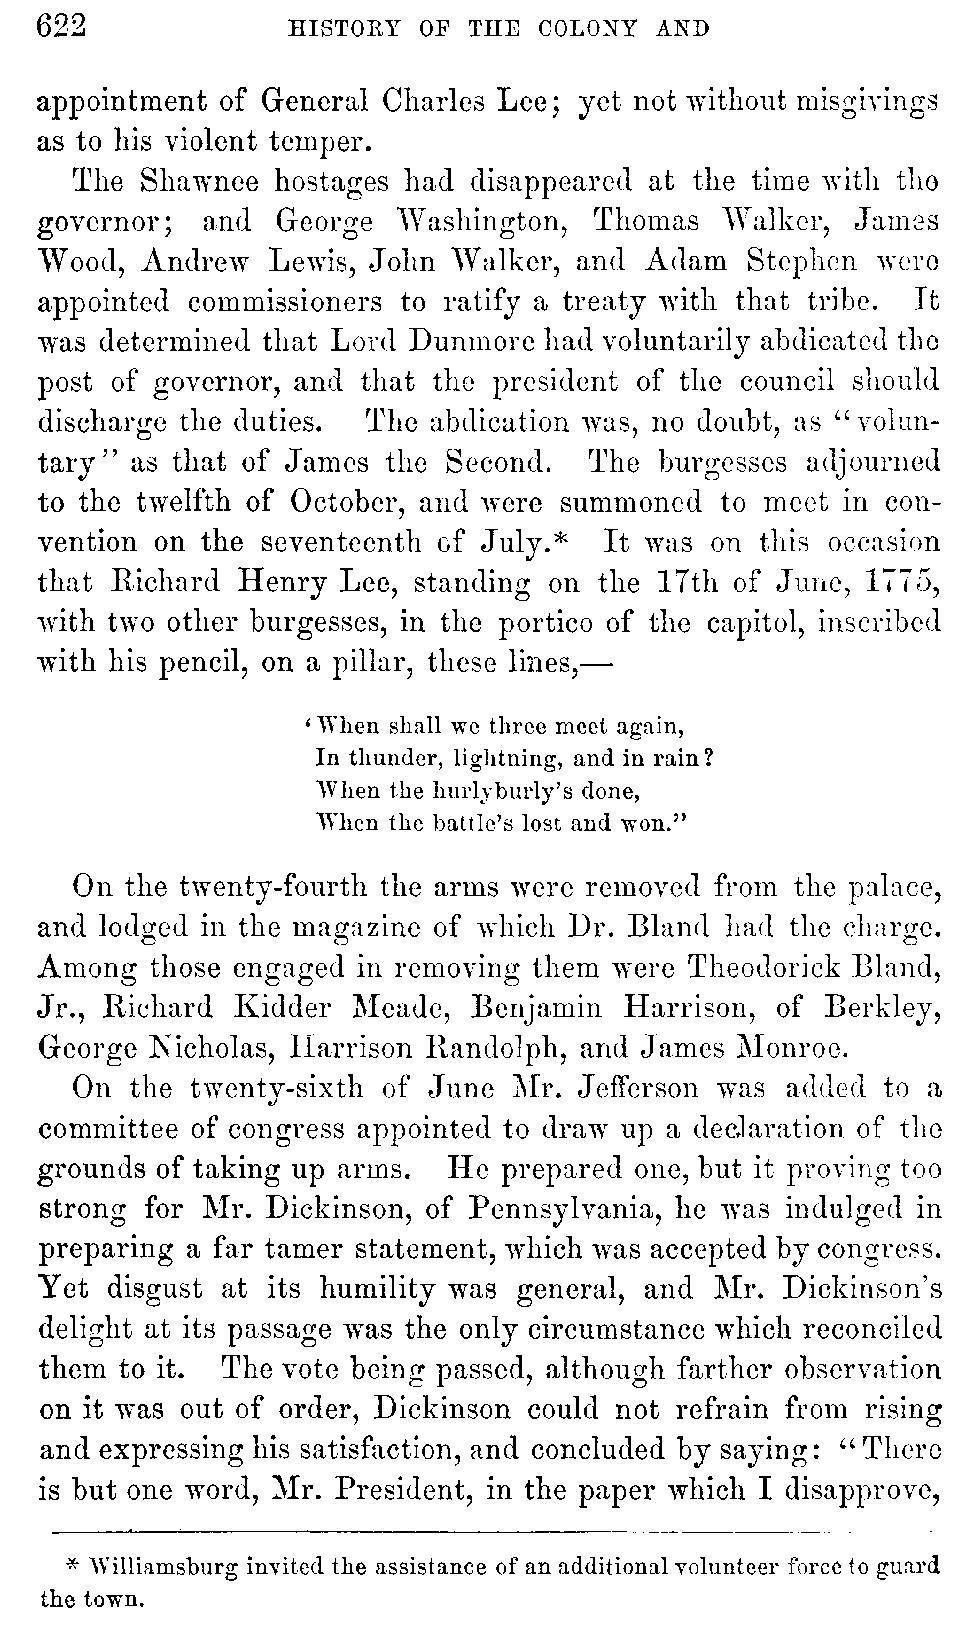 622 HISTORY OF THE COLONY AND
appointment of General Charles Lee; yet not without misgivings
as to his violent temper.
The Shawnee hostages had disappeared at the time with the
governor; and George Washington, Thomas Walker, James
Wood, Andrew Lewis, John Walker, and Adam Stephen were
appointed commissioners to ratify a treaty with that tribe. It
was determined that Lord Dunmore had voluntarily abdicated the
post of governor, and that the president of the council should
discharge the duties. The abdication was, no doubt, as “volun-
tary” as that of James the Second. The burgesses adjourned
to the twelfth of October, and were summoned to meet in con-
vention on the seventeenth of July.* It was on this occasion
that Richard Henry Lee, standing on the 17th of June, 1775,
with two other burgesses, in the portico of the capitol, inscribed
with his pencil, on a pillar, these lines,—
‘When shall we three meet again,
In thunder, lightning, and in rain?
When the hurlyburly’s done,
When the battle’s lost and won.”
On the twenty-fourth the arms were removed from the palace,
and lodged in the magazine of which Dr. Bland had the charge.
Among those engaged in removing them were Theodorick Bland,
Jr., Richard Kidder Meade, Benjamin Harrison, of Berkley,
George Nicholas, Harrison Randolph, and James Monroe.
On the twenty-sixth of June Mr. Jefferson was added to a
committee of congress appointed to draw up a declaration of the
grounds of taking up arms. He prepared one, but it proving too
strong for Mr. Dickinson, of Pennsylvania, he was indulged in
preparing a far tamer statement, which was accepted by congress.
Yet disgust at its humility was general, and Mr. Dickinson’s
delight at its passage was the only circumstance which reconciled
them to it. The vote being passed, although farther observation
on it was out of order, Dickinson could not refrain from rising
and expressing his satisfaction, and concluded by saying: “There
is but one word, Mr. President, in the paper which I disapprove,
* Williamsburg invited the assistance of an additional volunteer force to guard
the town.